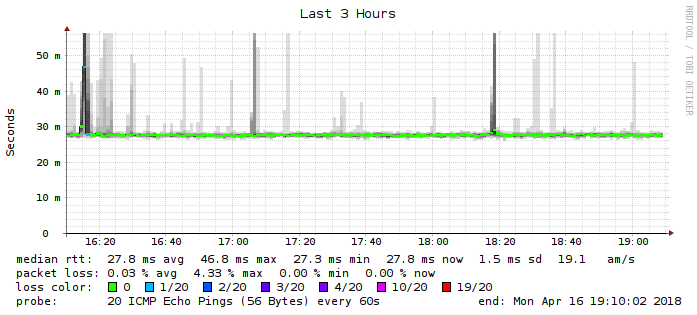 Last 3 Hours
RRDTOOL / TOBI OETIKER
Seconds
50 m
40 m
30 m
20 m
10 m
0
16:20 16:40 17:00 17:20 17:40 18:00 18:20 18:40 19:00
median rtt: 27.8 ms avg 46.8 ms max 27.3 ms min 27.8 ms now 1.5 ms sd 19.1 am/s
packet loss: 0.03 % avg 4.33 % max 0.00 % min 0.00 % now
loss color: 0 1/20 2/20 3/20 4/20 10/20 19/20
probe: 20 ICMP Echo Pings (56 Bytes) every 60s end: Mon Apr 16 19:10:02 2018